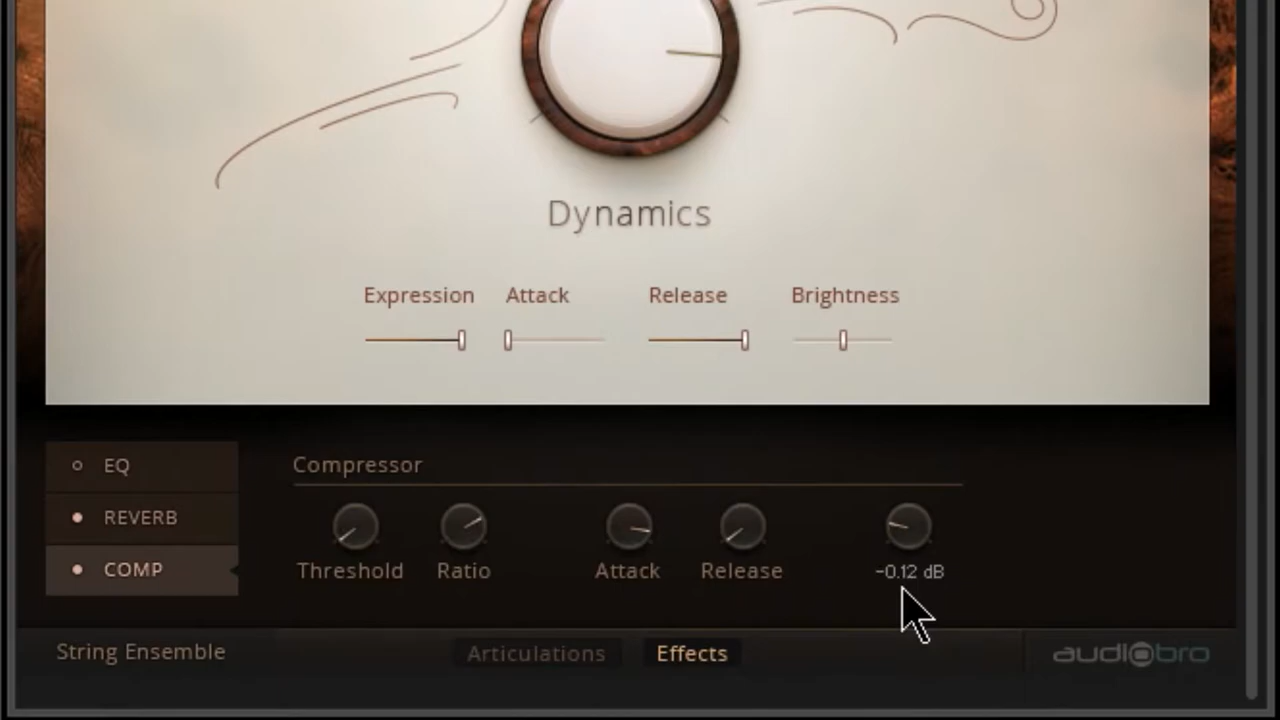 Dynamics
Expression Attack Release Brightness
EQ
REVERB
COMP
Compressor
Threshold Ratio Attack Release -0.12 dB
String Ensemble Articulations Effects audiobro